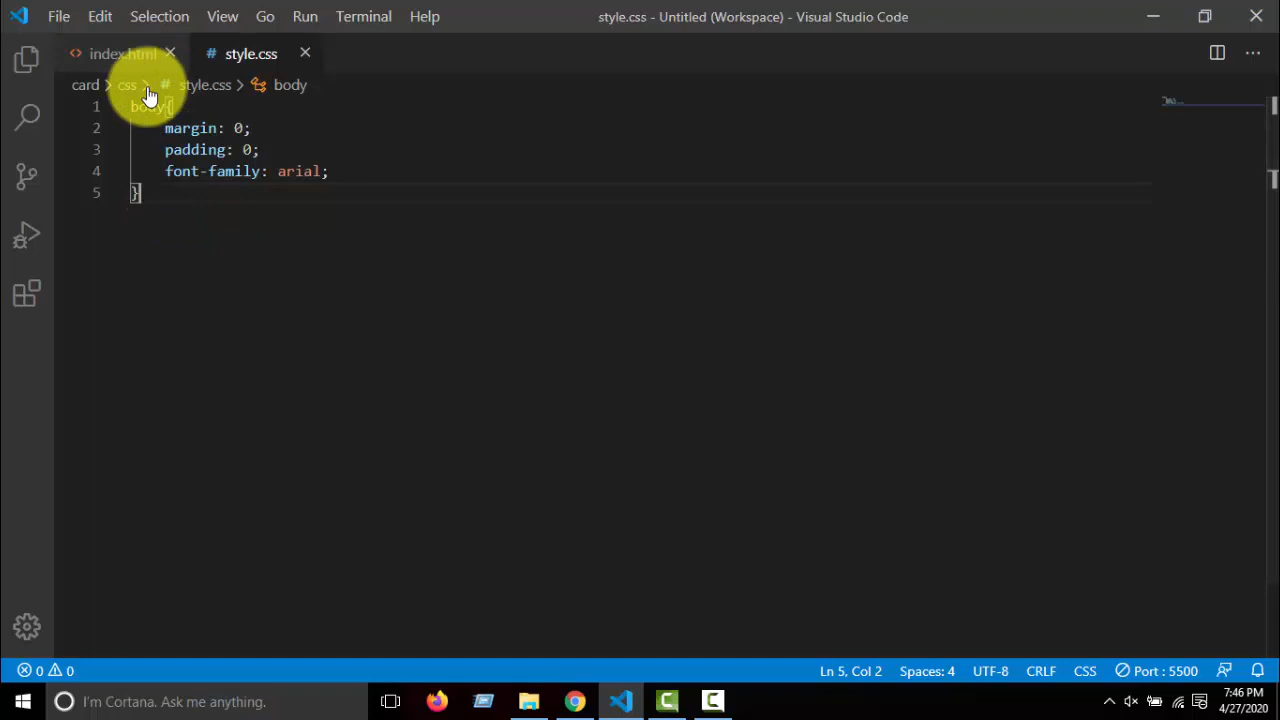 File Edit Selection View Go Run Terminal Help style.css - Untitled (Workspace) - Visual Studio Code
index.html style.css
card css style.css body
1 body{
2 margin: 0;
3 padding: 0;
4 font-family: arial;
5 }
0 0 Ln 5, Col 2 Spaces: 4 UTF-8 CRLF CSS Port : 5500
I'm Cortana. Ask me anything.
7:46 PM
4/27/2020